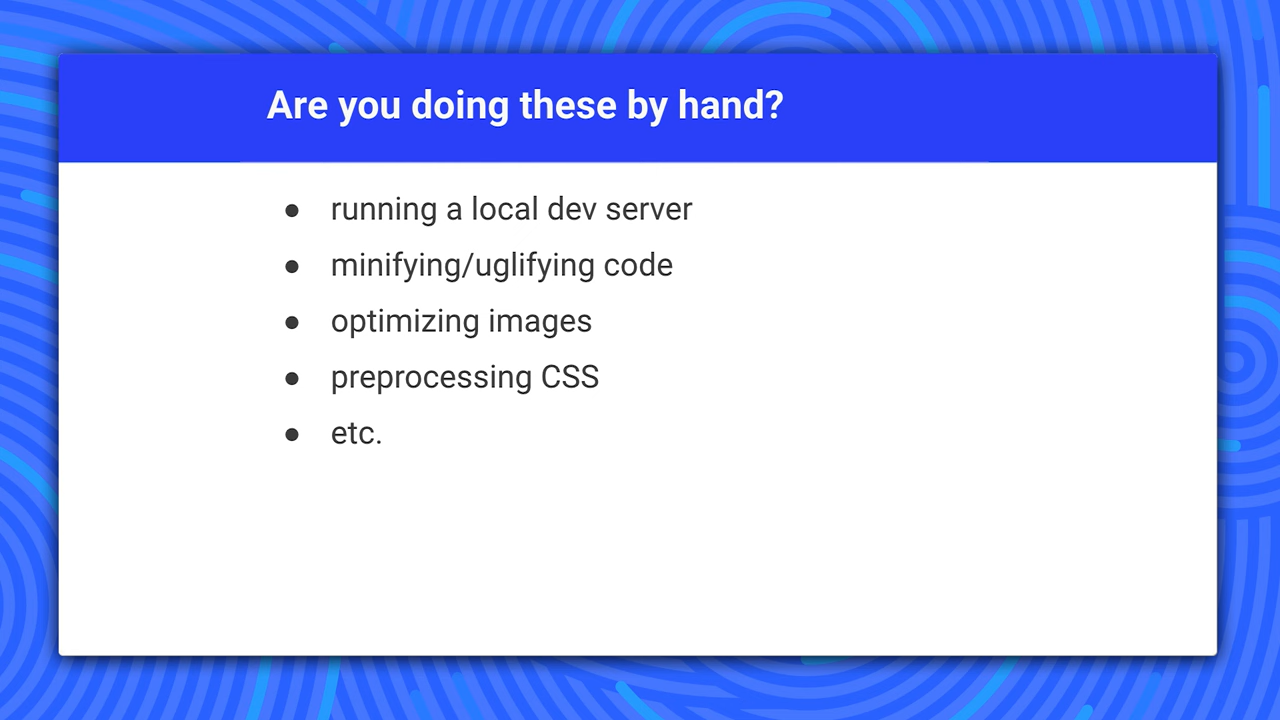 Are you doing these by hand?
● running a local dev server
● minifying/uglifying code
● optimizing images
● preprocessing CSS
● etc.